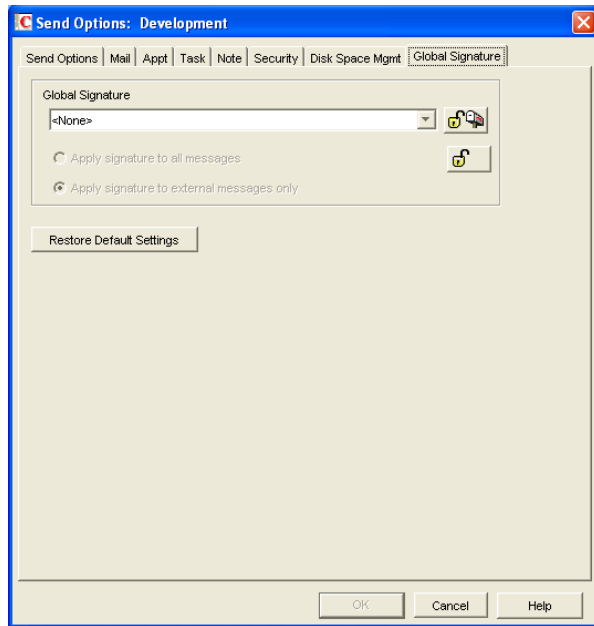 Send Options: Development
Send Options Mail Appt Task Note Security Disk Space Mgmt Global Signature
Global Signature
<None>
Apply signature to all messages
Apply signature to external messages only
Restore Default Settings
OK Cancel Help